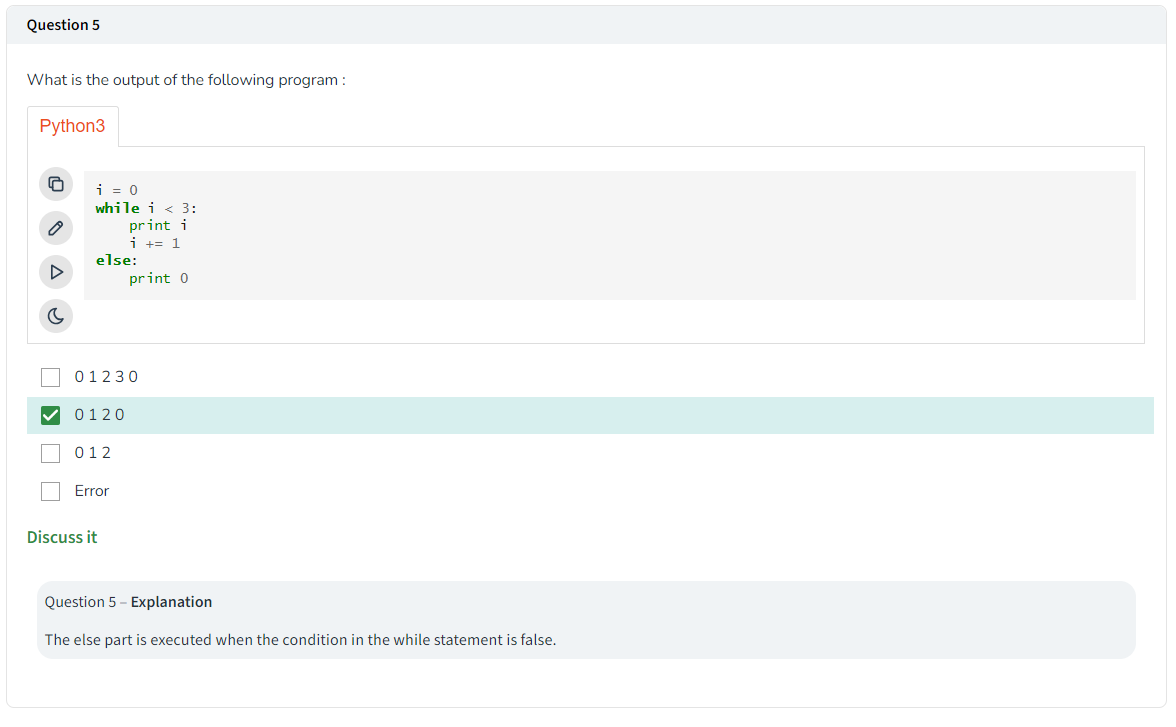 Question 5
What is the output of the following program :
Python3
i = 0
while i < 3:
    print i
    i += 1
else:
    print 0
0 1 2 3 0
0 1 2 0
0 1 2
Error
Discuss it
Question 5 – Explanation
The else part is executed when the condition in the while statement is false.